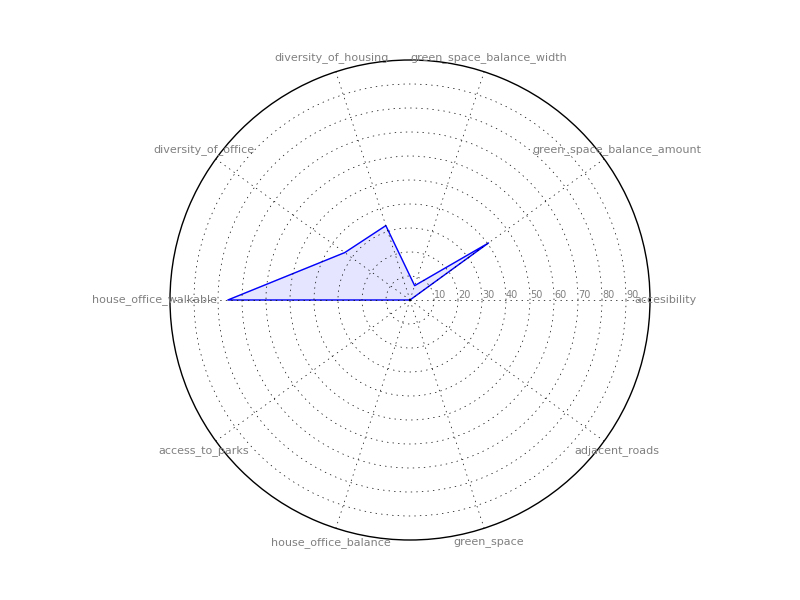 diversity_of_housing
green_space_balance_width
diversity_of_office
green_space_balance_amount
house_office_walkable
10 20 30 40 50 60 70 80 90
accesibility
access_to_parks
adjacent_roads
house_office_balance
green_space